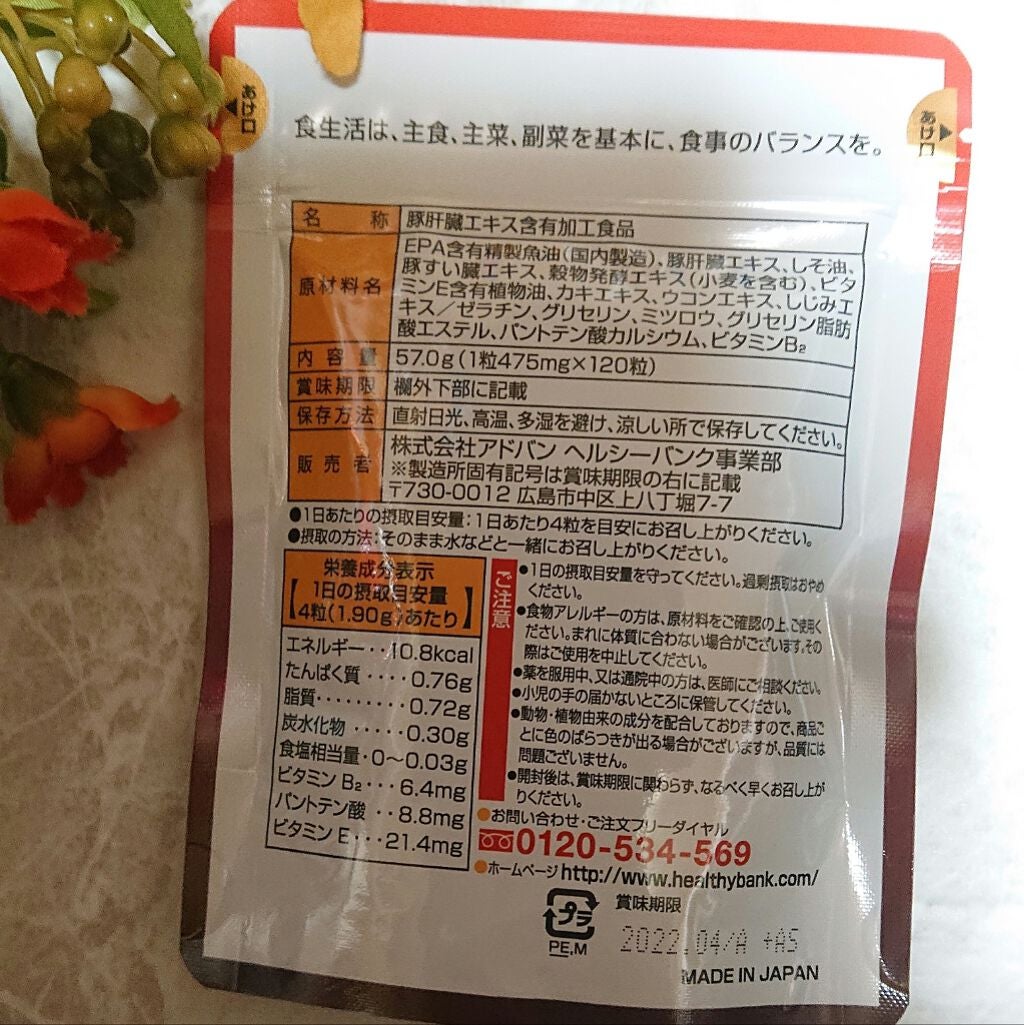 あけ口
あけ口
食生活は、主食、主菜、副菜を基本に、食事のバランスを。
名 称 豚肝臓エキス含有加工食品
原材料名 EPA含有精製魚油(国内製造)、豚肝臓エキス、しそ油、
豚すい臓エキス、穀物発酵エキス(小麦を含む)、ビタ
ミンE含有植物油、カキエキス、ウコンエキス、しじみエ
キス／ゼラチン、グリセリン、ミツロウ、グリセリン脂肪
酸エステル、パントテン酸カルシウム、ビタミンB₂
内容量 57.0g(1粒475mg×120粒)
賞味期限 欄外下部に記載
保存方法 直射日光、高温、多湿を避け、涼しい所で保存してください。
販売者 株式会社アドバン ヘルシーバンク事業部
※製造所固有記号は賞味期限の右に記載
〒730-0012 広島市中区上八丁堀7-7
●1日あたりの摂取目安量:1日あたり4粒を目安にお召し上がりください。
●摂取の方法:そのまま水などと一緒にお召し上がりください。
栄養成分表示
1日の摂取目安量
【4粒(1.90g)あたり】
エネルギー‥10.8kcal
たんぱく質‥‥0.76g
脂質‥‥‥‥0.72g
炭水化物‥‥0.30g
食塩相当量・0～0.03g
ビタミンB₂‥‥6.4mg
パントテン酸‥8.8mg
ビタミンE‥・21.4mg
ご注意
●1日の摂取目安量を守ってください。過剰摂取はおやめ
ください。
●食物アレルギーの方は、原材料をご確認の上、ご使用く
ださい。まれに体質に合わない場合がございます。その
際はご使用を中止してください。
●薬を服用中、又は通院中の方は、医師にご相談ください。
●小児の手の届かないところに保管してください。
●動物・植物由来の成分を配合しておりますので、商品ご
とに色のばらつきが出る場合がございますが、品質には
問題ございません。
●開封後は、賞味期限に関わらず、なるべく早くお召し上が
りください。
●お問い合わせ・ご注文フリーダイヤル
0120-534-569
●ホームページ http://www.healthybank.com/
プラ
PE,M
賞味期限
2022.04/A +AS
MADE IN JAPAN